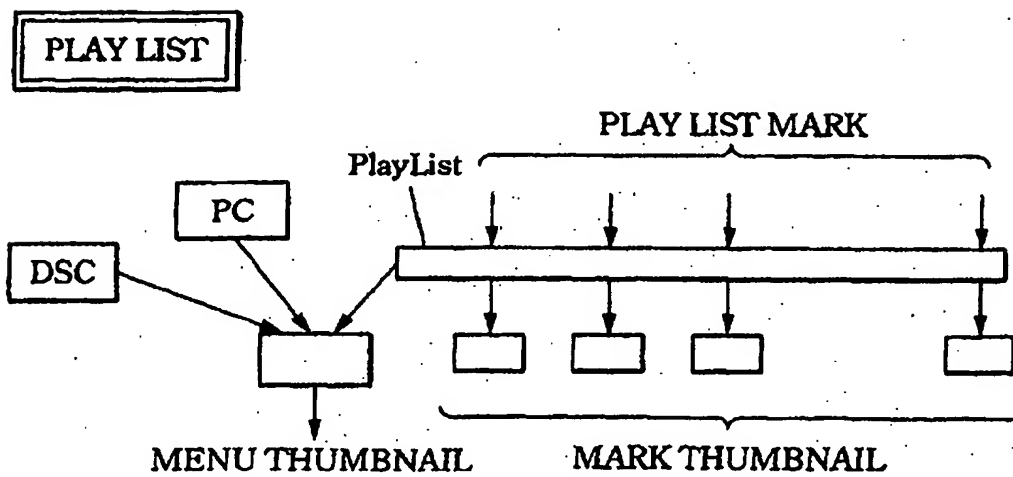 PLAY LIST
PLAY LIST MARK
PlayList
PC
DSC
MENU THUMBNAIL
MARK THUMBNAIL